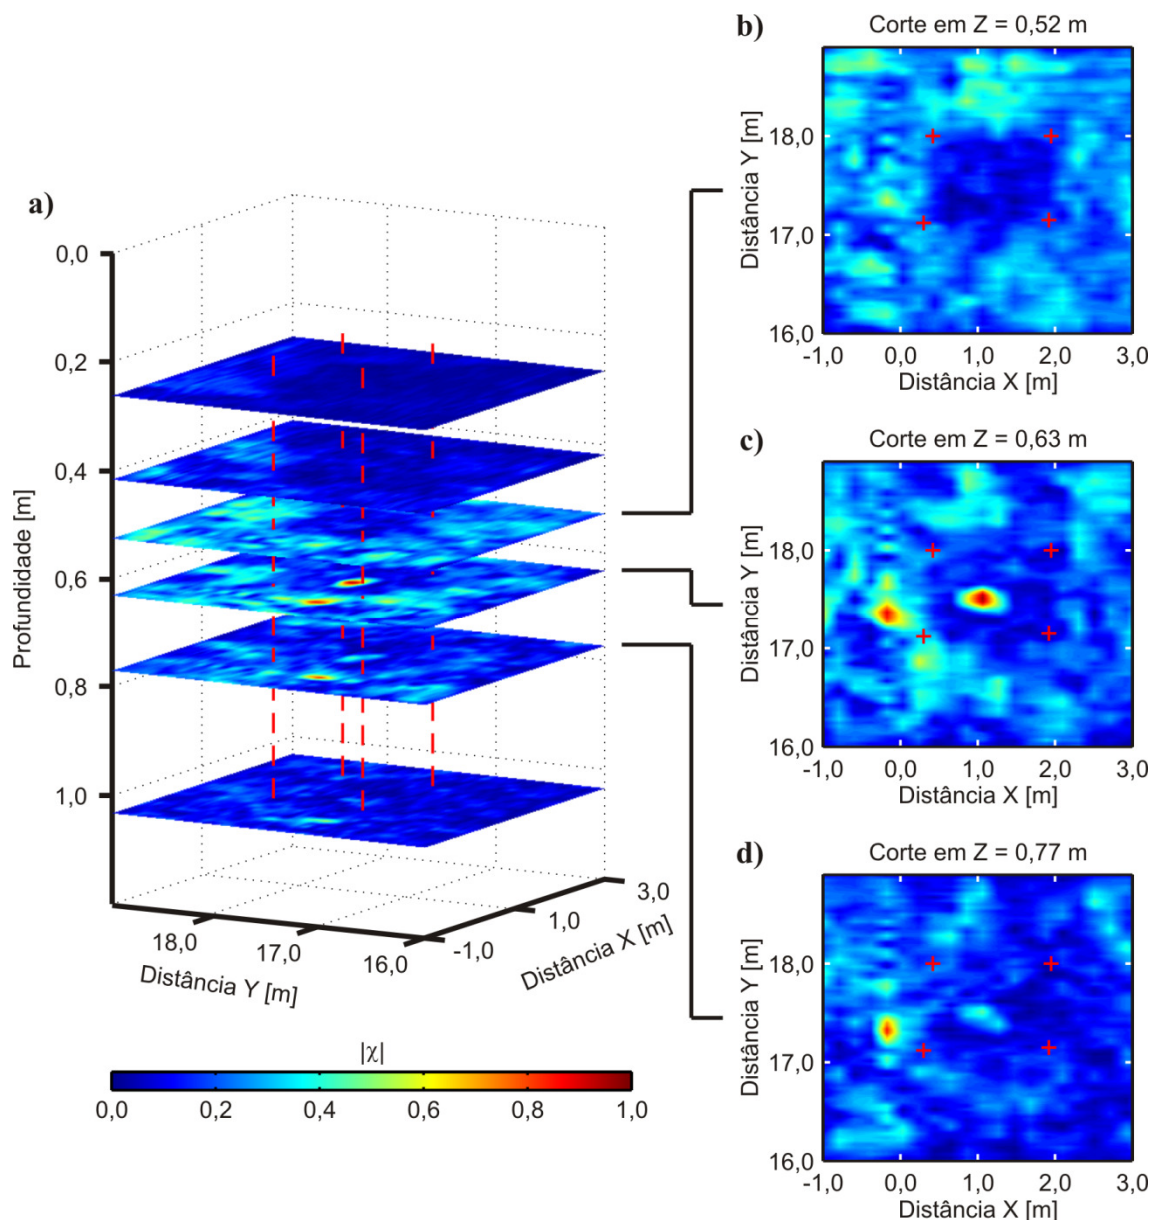 a)
0,0
0,2
0,4
0,6
0,8
1,0
Profundidade [m]
18,0
17,0
16,0
Distância Y [m]
-1,0
1,0
3,0
Distância X [m]
|χ|
0,0 0,2 0,4 0,6 0,8 1,0
b)
Corte em Z = 0,52 m
18,0
17,0
16,0
Distância Y [m]
-1,0 0,0 1,0 2,0 3,0
Distância X [m]
c)
Corte em Z = 0,63 m
18,0
17,0
16,0
Distância Y [m]
-1,0 0,0 1,0 2,0 3,0
Distância X [m]
d)
Corte em Z = 0,77 m
18,0
17,0
16,0
Distância Y [m]
-1,0 0,0 1,0 2,0 3,0
Distância X [m]